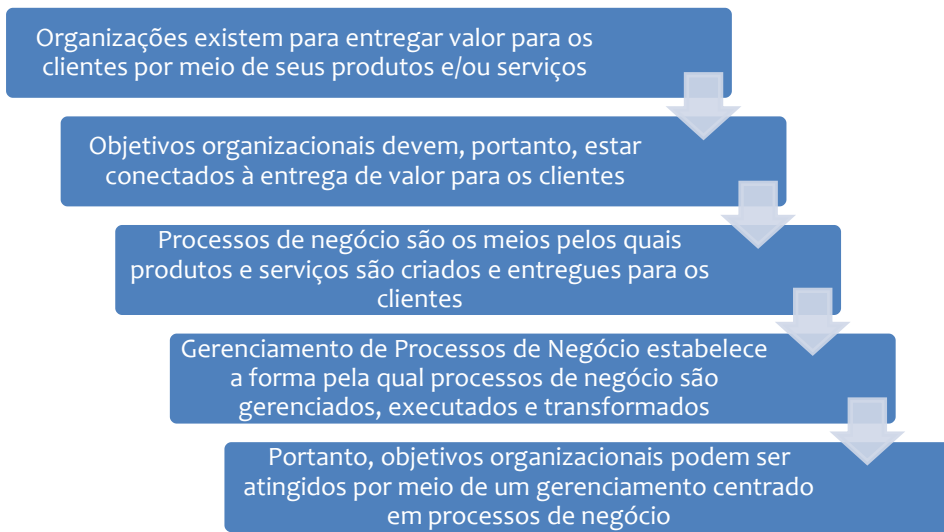 Organizações existem para entregar valor para os
clientes por meio de seus produtos e/ou serviços
Objetivos organizacionais devem, portanto, estar
conectados à entrega de valor para os clientes
Processos de negócio são os meios pelos quais
produtos e serviços são criados e entregues para os
clientes
Gerenciamento de Processos de Negócio estabelece
a forma pela qual processos de negócio são
gerenciados, executados e transformados
Portanto, objetivos organizacionais podem ser
atingidos por meio de um gerenciamento centrado
em processos de negócio